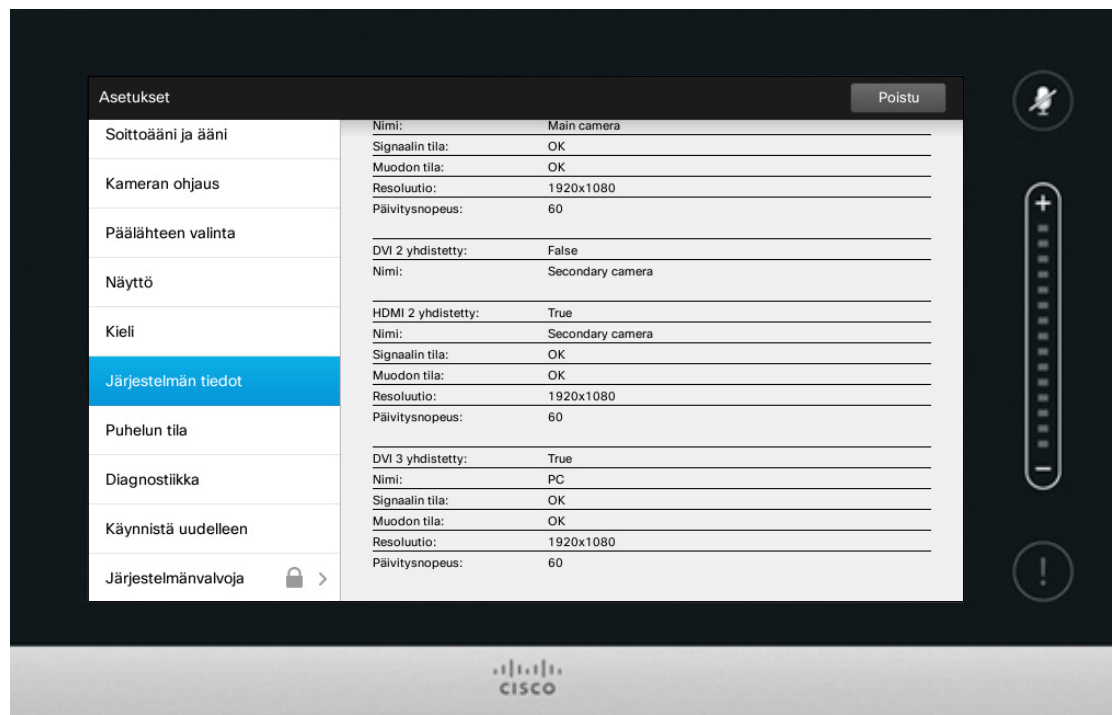 Asetukset
Poistu
Soittoääni ja ääni
Kameran ohjaus
Päälähteen valinta
Näyttö
Kieli
Järjestelmän tiedot
Puhelun tila
Diagnostiikka
Käynnistä uudelleen
Järjestelmänvalvoja
Nimi: Main camera
Signaalin tila: OK
Muodon tila: OK
Resoluutio: 1920x1080
Päivitysnopeus: 60
DVI 2 yhdistetty: False
Nimi: Secondary camera
HDMI 2 yhdistetty: True
Nimi: Secondary camera
Signaalin tila: OK
Muodon tila: OK
Resoluutio: 1920x1080
Päivitysnopeus: 60
DVI 3 yhdistetty: True
Nimi: PC
Signaalin tila: OK
Muodon tila: OK
Resoluutio: 1920x1080
Päivitysnopeus: 60
+
−
!
CISCO